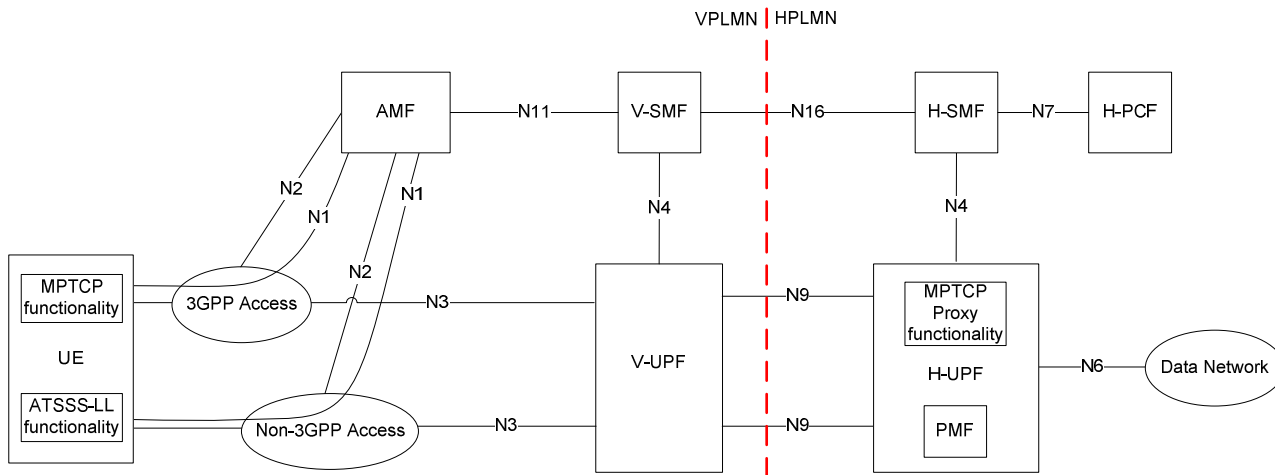 VPLMN
HPLMN
AMF
N11
V-SMF
N16
H-SMF
N7
H-PCF
N2
N1
N1
N4
N4
N2
MPTCP
functionality
3GPP Access
N3
N9
MPTCP
Proxy
functionality
UE
V-UPF
H-UPF
N6
Data Network
ATSSS-LL
functionality
Non-3GPP Access
N3
N9
PMF